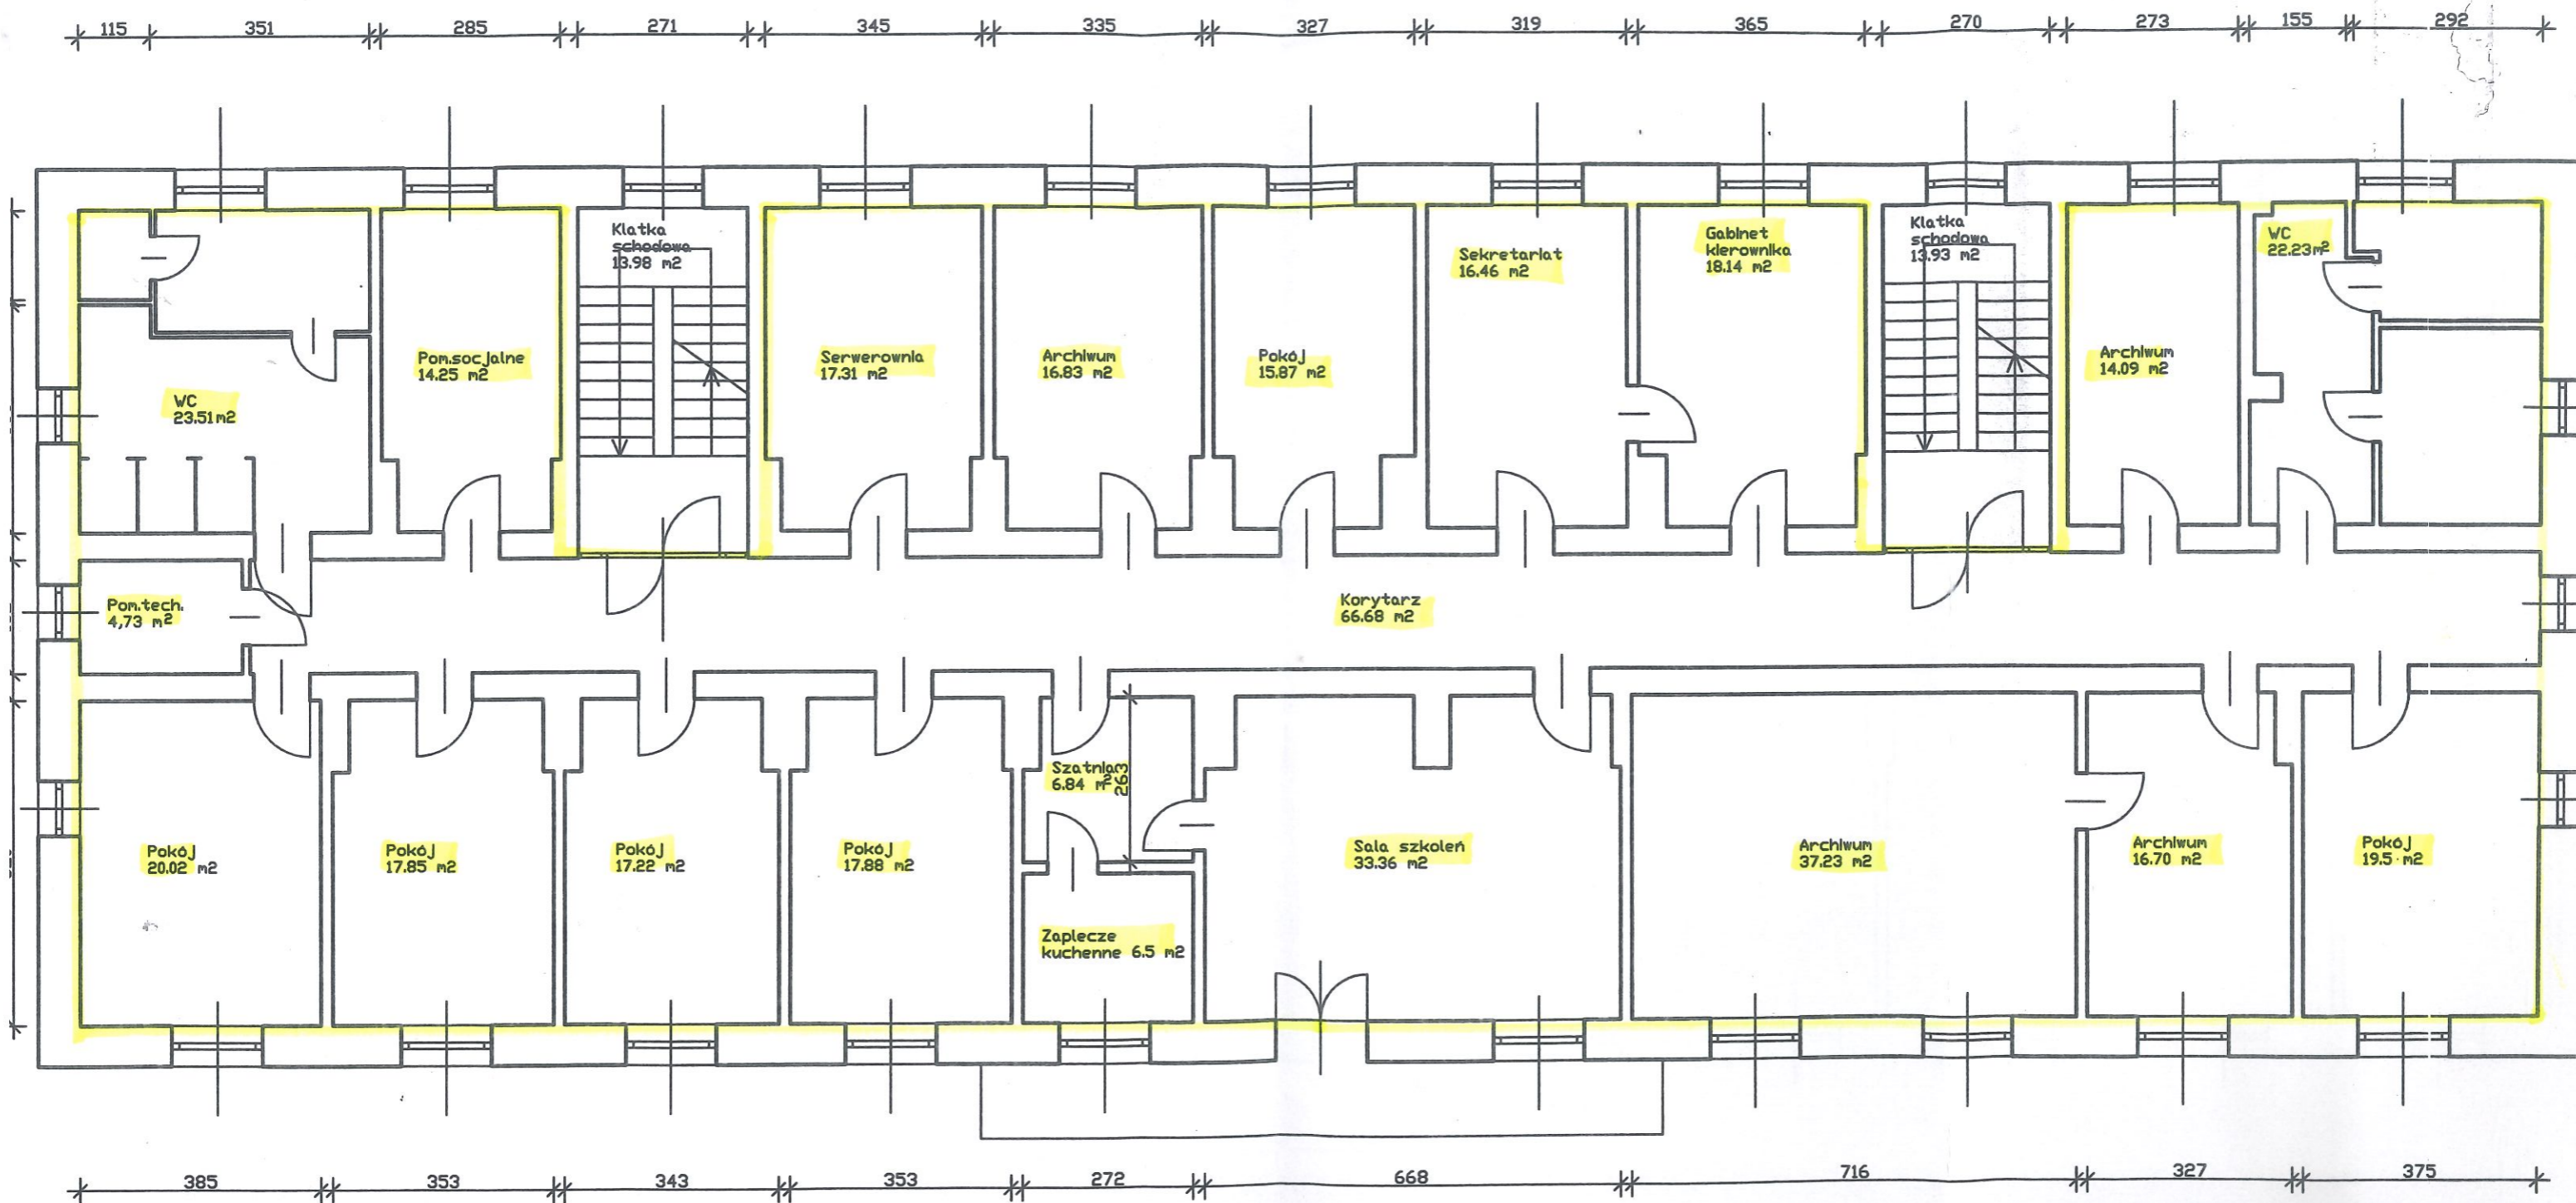 115 351 285 271 345 335 327 319 365 270 273 155 292
Klatka
schodowa
13.98 m2
Sekretariat
16.46 m2
Gabinet
kierownika
18.14 m2
Klatka
schodowa
13.93 m2
WC
22.23m2
WC
23.51m2
Pom.socjalne
14.25 m2
Serwerownia
17.31 m2
Archiwum
16.83 m2
Pokój
15.87 m2
Archiwum
14.09 m2
Pom.tech.
4,73 m2
Korytarz
66.68 m2
Pokój
20.02 m2
Pokój
17.85 m2
Pokój
17.22 m2
Pokój
17.88 m2
Szatnia
6.84 m2
263
Zaplecze
kuchenne 6.5 m2
Sala szkoleń
33.36 m2
Archiwum
37.23 m2
Archiwum
16.70 m2
Pokój
19.5 m2
385 353 343 353 272 668 716 327 375